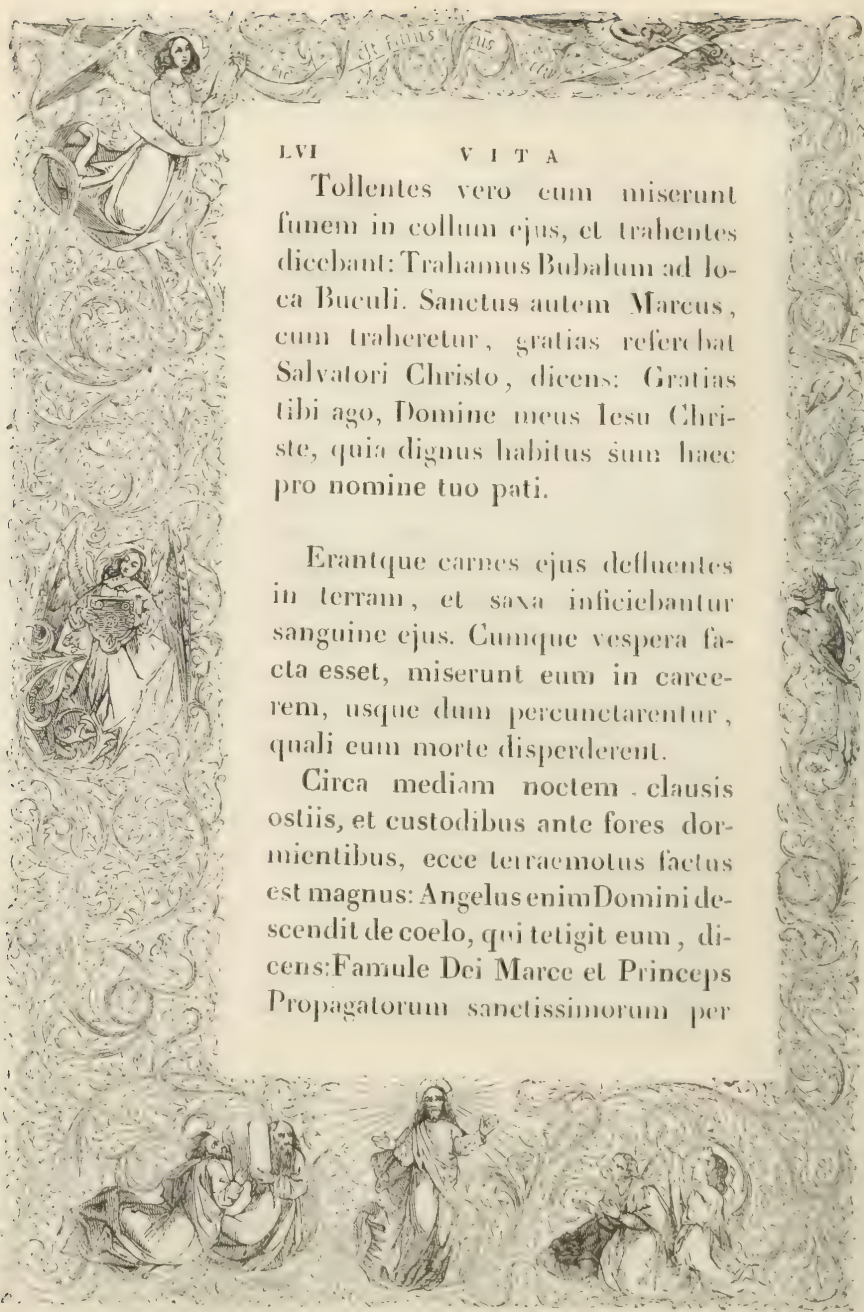 est filius meus
LVI VITA
Tollentes vero eum miserunt
funem in collum ejus, et trahentes
dicebant: Trahamus Bubalum ad lo-
ca Buculi. Sanctus autem Marcus,
cum traheretur, gratias referebat
Salvatori Christo, dicens: Gratias
tibi ago, Domine meus Iesu Chri-
ste, quia dignus habitus sum haec
pro nomine tuo pati.
Erantque carnes ejus defluentes
in terram, et saxa inficiebantur
sanguine ejus. Cumque vespera fa-
cta esset, miserunt eum in carce-
rem, usque dum percunctarentur,
quali eum morte disperderent.
Circa mediam noctem, clausis
ostiis, et custodibus ante fores dor-
mientibus, ecce terraemotus factus
est magnus: Angelus enim Domini de-
scendit de coelo, qui tetigit eum, di-
cens: Famule Dei Marce et Princeps
Propagatorum sanctissimorum per